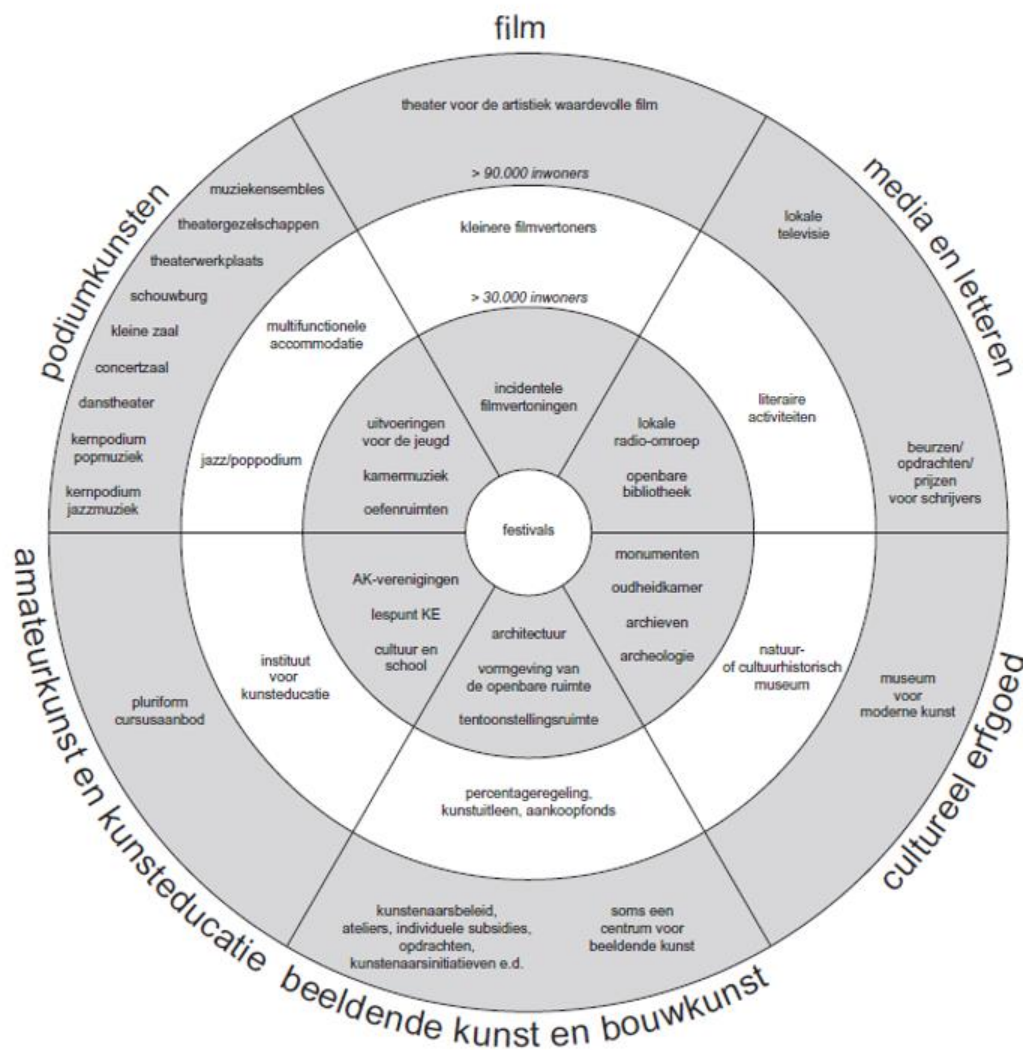 film
theater voor de artistiek waardevolle film
> 90.000 inwoners
kleinere filmvertoners
> 30.000 inwoners
incidentele
filmvertoningen
media en letteren
lokale
televisie
beurzen/
opdrachten/
prijzen
voor schrijvers
literaire
activiteiten
lokale
radio-omroep
openbare
bibliotheek
cultureel erfgoed
museum
voor
moderne kunst
natuur-
of cultuurhistorisch
museum
monumenten
oudheidkamer
archieven
archeologie
beeldende kunst en bouwkunst
kunstenaarsbeleid,
ateliers, individuele subsidies,
opdrachten,
kunstenaarsinitiatieven e.d.
soms een
centrum voor
beeldende kunst
percentageregeling,
kunstuitleen, aankoopfonds
architectuur
vormgeving van
de openbare ruimte
tentoonstellingsruimte
amateurkunst en kunsteducatie
pluriform
cursusaanbod
instituut
voor
kunsteducatie
AK-verenigingen
lespunt KE
cultuur en
school
podiumkunsten
muziekensembles
theatergezelschappen
theaterwerkplaats
schouwburg
kleine zaal
concertzaal
danstheater
kernpodium
popmuziek
kernpodium
jazzmuziek
multifunctionele
accommodatie
jazz/poppodium
uitvoeringen
voor de jeugd
kamermuziek
oefenruimten
festivals